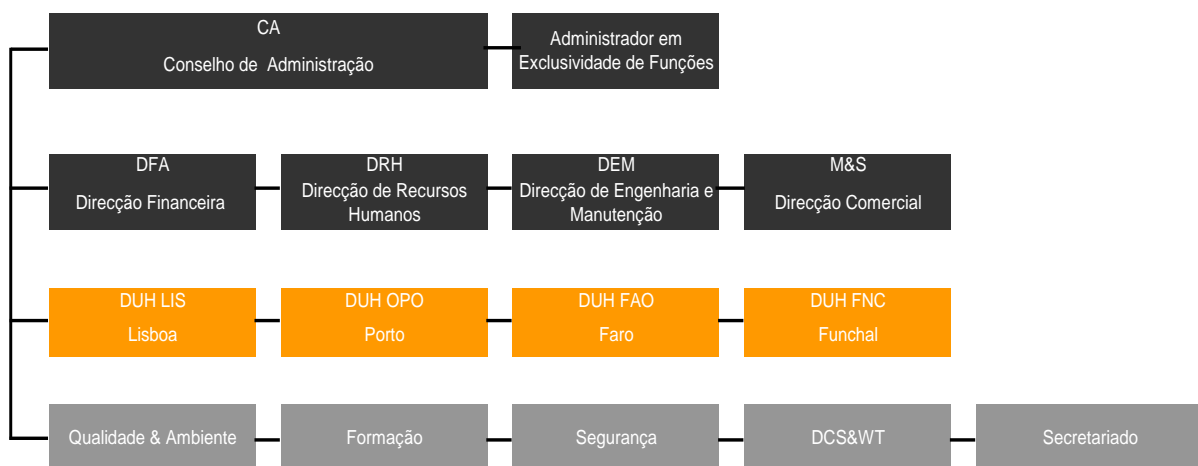 CA
Conselho de Administração
Administrador em
Exclusividade de Funções
DFA
Direcção Financeira
DRH
Direcção de Recursos
Humanos
DEM
Direcção de Engenharia e
Manutenção
M&S
Direcção Comercial
DUH LIS
Lisboa
DUH OPO
Porto
DUH FAO
Faro
DUH FNC
Funchal
Qualidade & Ambiente
Formação
Segurança
DCS&WT
Secretariado